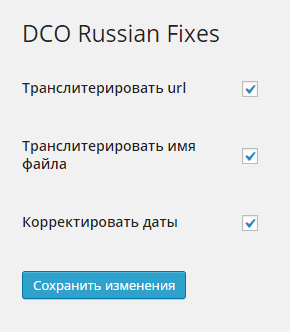 DCO Russian Fixes
Транслитерировать url
Транслитерировать имя
файла
Корректировать даты
Сохранить изменения